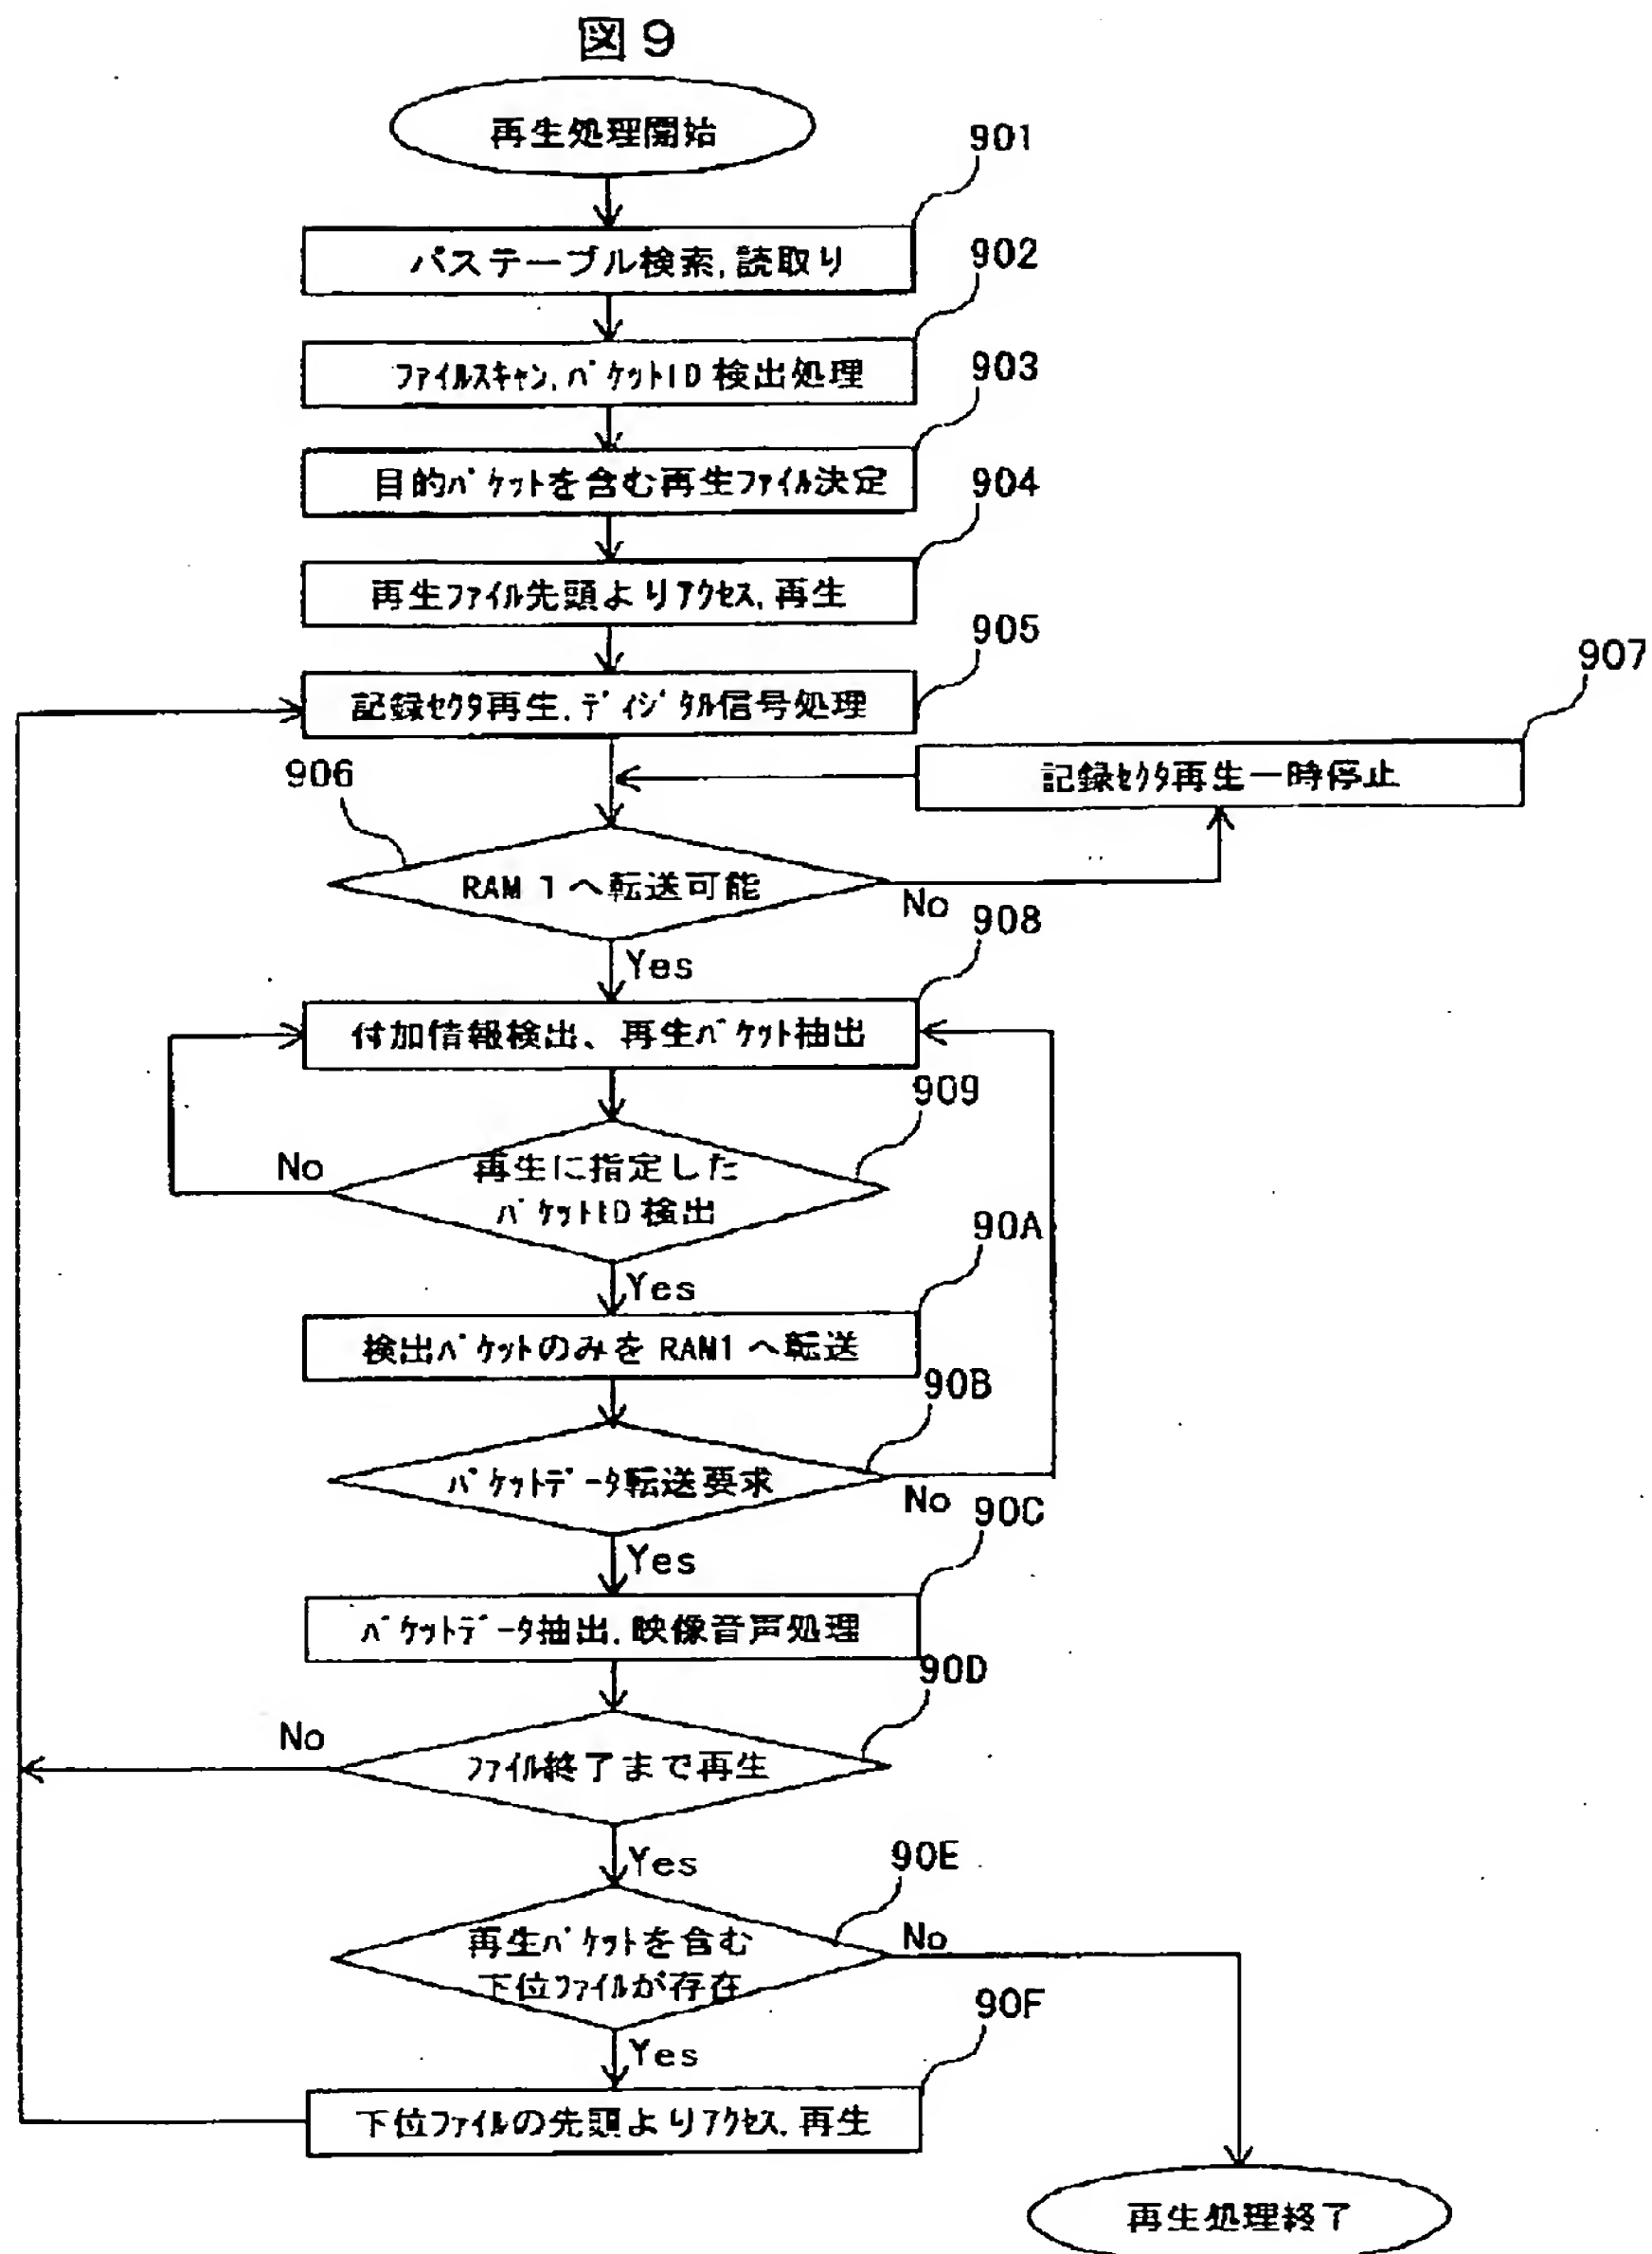 図9
再生処理開始
901
パステーブル検索,読取り
902
ファイルスキャン,パケットID検出処理
903
目的パケットを含む再生ファイル決定
904
再生ファイル先頭よりアクセス,再生
905
記録セクタ再生,ディジタル信号処理
907
記録セクタ再生一時停止
906
RAM 1へ転送可能
No
908
Yes
付加情報検出、再生パケット抽出
909
再生に指定した
パケットID検出
No
90A
Yes
検出パケットのみを RAM1へ転送
90B
パケットデータ転送要求
No
90C
Yes
パケットデータ抽出,映像音声処理
90D
No
ファイル終了まで再生
Yes
90E
再生パケットを含む
下位ファイルが存在
No
90F
Yes
下位ファイルの先頭よりアクセス,再生
再生処理終了